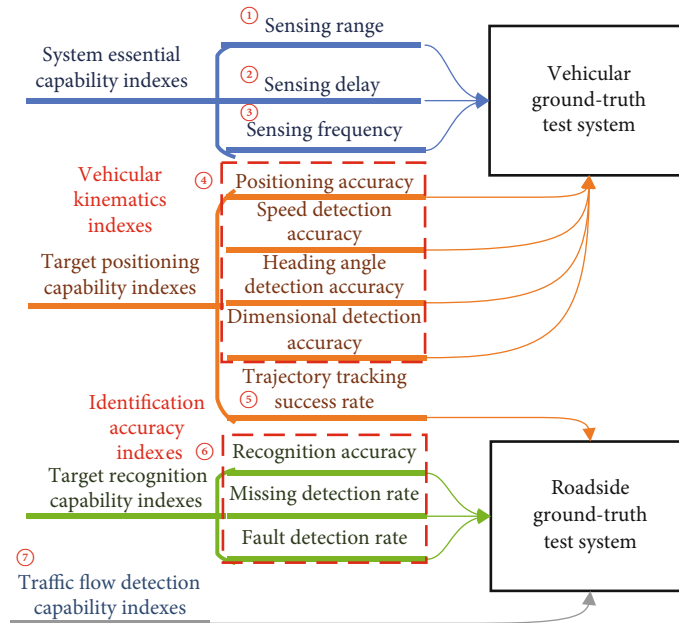 ①
Sensing range
System essential
capability indexes
②
Sensing delay
③
Sensing frequency
Vehicular
ground-truth
test system
Vehicular
kinematics
indexes
④
Positioning accuracy
Speed detection
accuracy
Target positioning
capability indexes
Heading angle
detection accuracy
Dimensional detection
accuracy
⑤
Trajectory tracking
success rate
Identification
accuracy
indexes
⑥
Recognition accuracy
Target recognition
capability indexes
Missing detection rate
Fault detection rate
Roadside
ground-truth
test system
⑦
Traffic flow detection
capability indexes